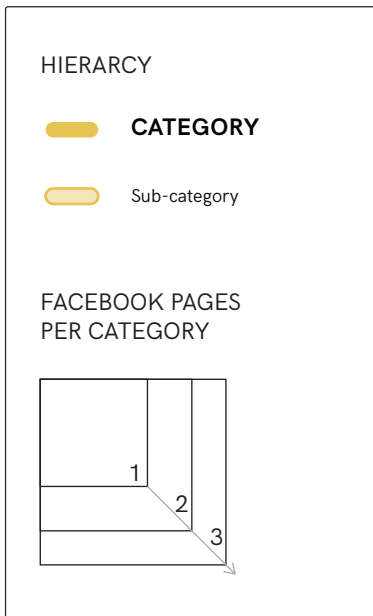 HIERARCY
CATEGORY
Sub-category
FACEBOOK PAGES
PER CATEGORY
1
2
3